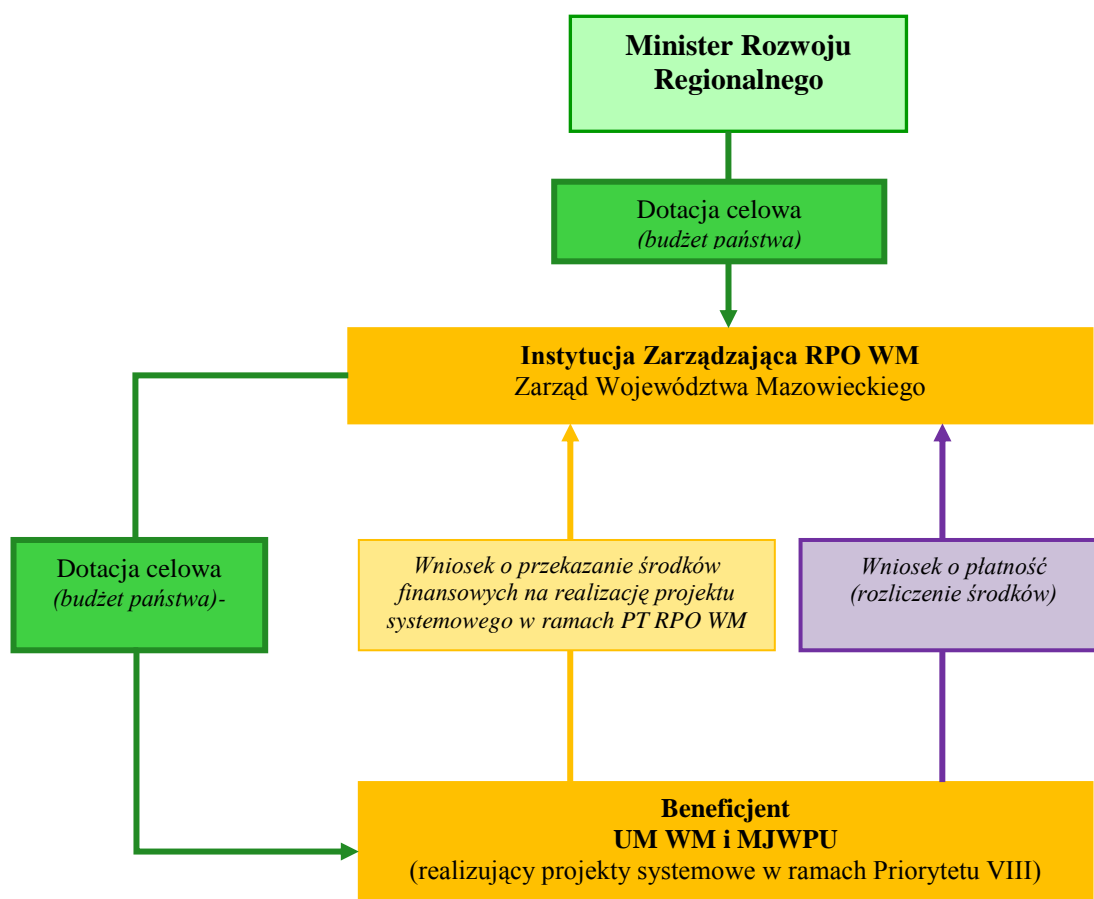 Minister Rozwoju
Regionalnego
Dotacja celowa
(budżet państwa)
Instytucja Zarządzająca RPO WM
Zarząd Województwa Mazowieckiego
Dotacja celowa
(budżet państwa)-
Wniosek o przekazanie środków
finansowych na realizację projektu
systemowego w ramach PT RPO WM
Wniosek o płatność
(rozliczenie środków)
Beneficjent
UM WM i MJWPU
(realizujący projekty systemowe w ramach Priorytetu VIII)